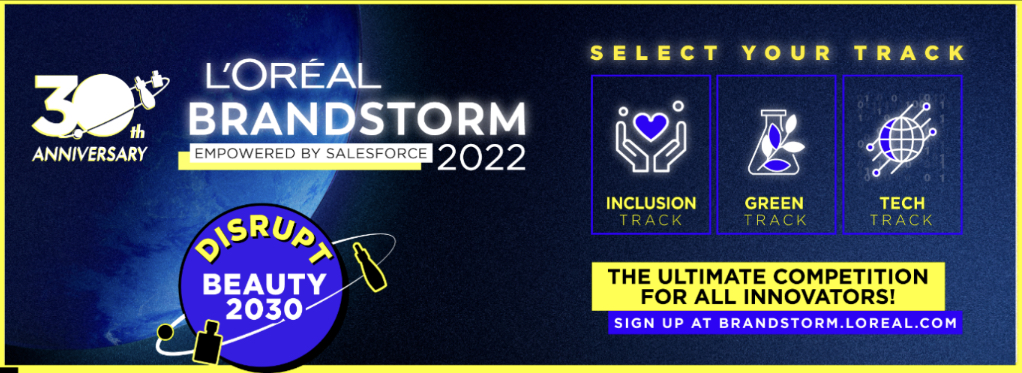 30th
ANNIVERSARY
L'ORÉAL
BRANDSTORM
EMPOWERED BY SALESFORCE 2022
DISRUPT
BEAUTY
2030
SELECT YOUR TRACK
INCLUSION
TRACK
GREEN
TRACK
TECH
TRACK
THE ULTIMATE COMPETITION
FOR ALL INNOVATORS!
SIGN UP AT BRANDSTORM.LOREAL.COM